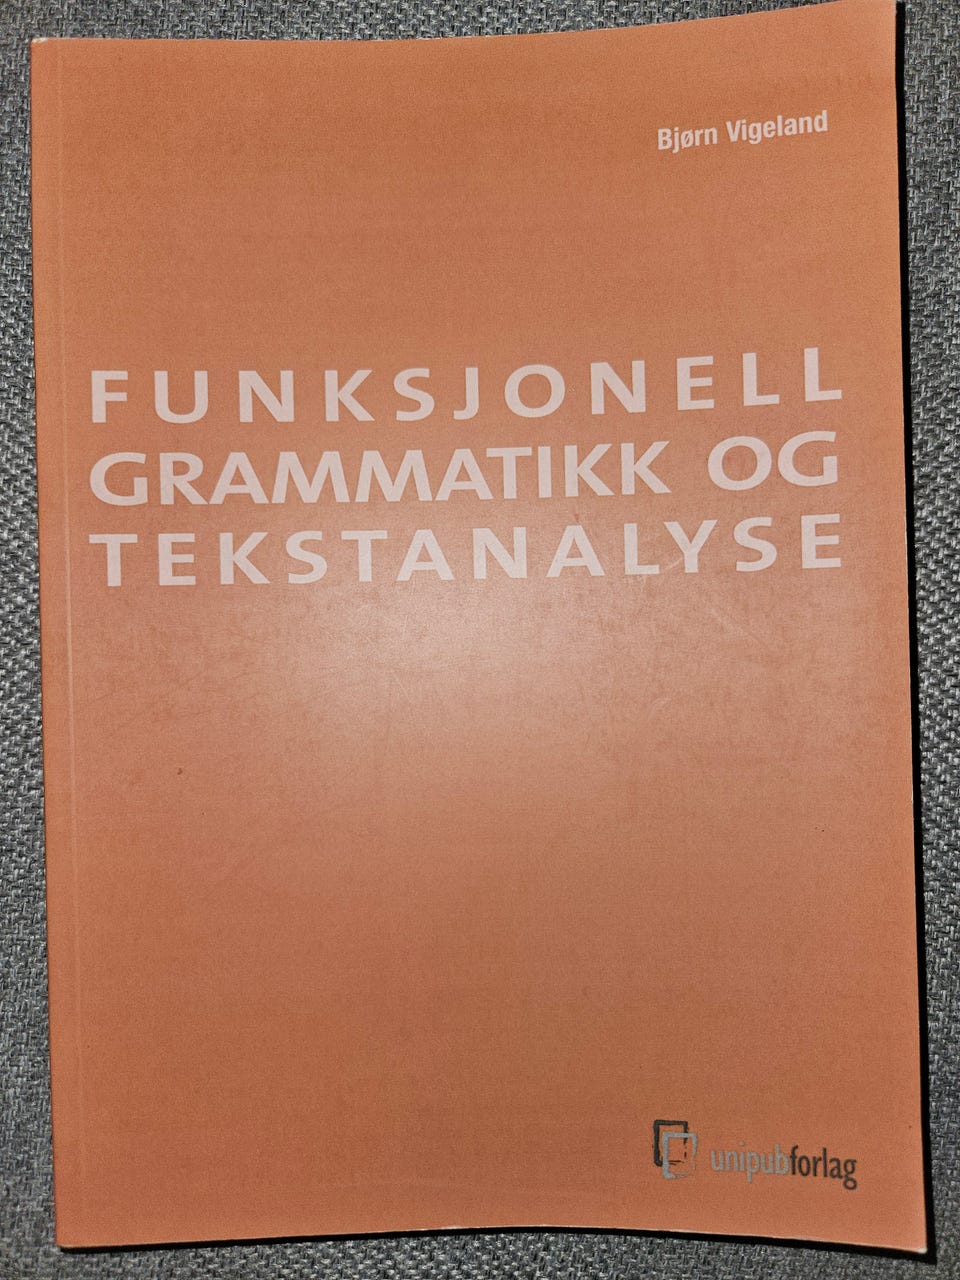 Bjørn Vigeland
FUNKSJONELL
GRAMMATIKK OG
TEKSTANALYSE
unipubforlag